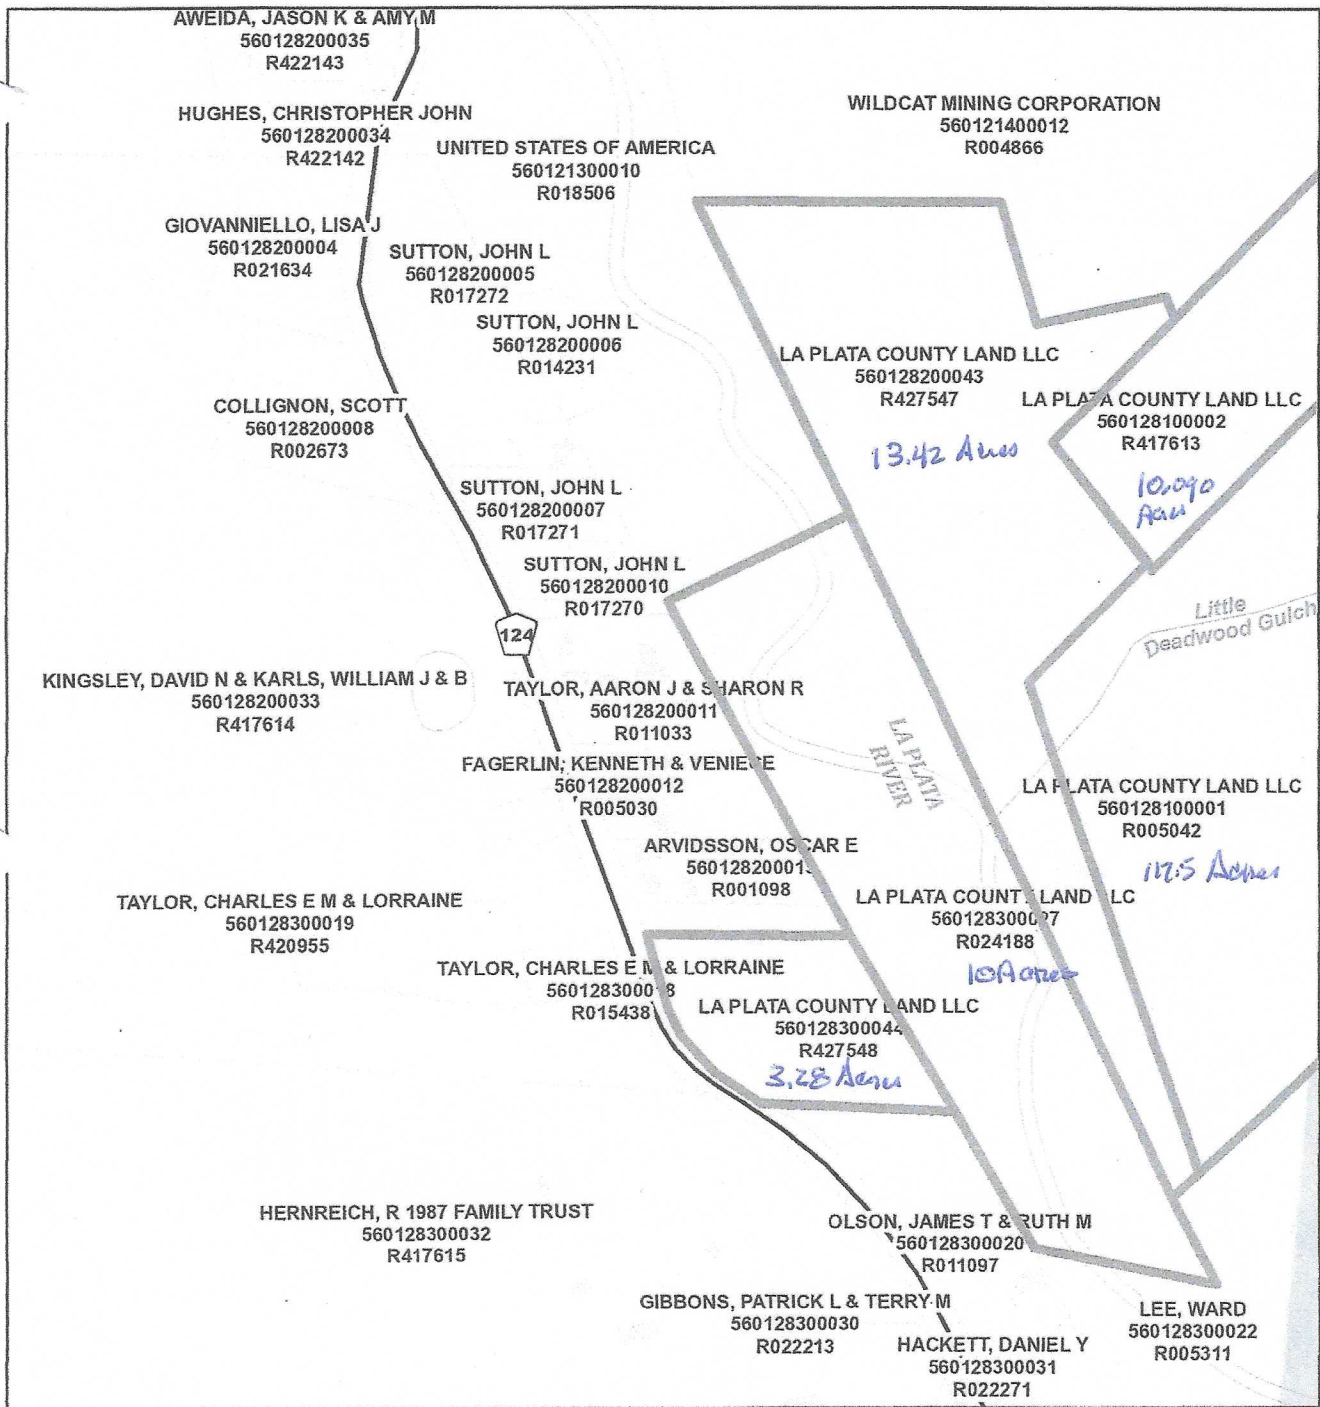 AWEIDA, JASON K & AMY M
560128200035
R422143
HUGHES, CHRISTOPHER JOHN
560128200034
R422142
WILDCAT MINING CORPORATION
560121400012
R004866
UNITED STATES OF AMERICA
560121300010
R018506
GIOVANNIELLO, LISA J
560128200004
R021634
SUTTON, JOHN L
560128200005
R017272
SUTTON, JOHN L
560128200006
R014231
LA PLATA COUNTY LAND LLC
560128200043
R427547
13.42 Acres
LA PLATA COUNTY LAND LLC
560128100002
R417613
10.090
Acres
COLLIGNON, SCOTT
560128200008
R002673
SUTTON, JOHN L
560128200007
R017271
SUTTON, JOHN L
560128200010
R017270
124
Little
Deadwood Gulch
KINGSLEY, DAVID N & KARLS, WILLIAM J & B
560128200033
R417614
TAYLOR, AARON J & SHARON R
560128200011
R011033
LA PLATA
RIVER
FAGERLIN, KENNETH & VENIECE
560128200012
R005030
LA PLATA COUNTY LAND LLC
560128100001
R005042
Acres
ARVIDSSON, OSCAR E
56012820001
R001098
TAYLOR, CHARLES E M & LORRAINE
560128300019
R420955
LA PLATA COUNTY LAND LLC
560128300027
R024188
10 Acres
TAYLOR, CHARLES E M & LORRAINE
560128300018
R015438
LA PLATA COUNTY LAND LLC
560128300044
R427548
3.28 Acres
HERNREICH, R 1987 FAMILY TRUST
560128300032
R417615
OLSON, JAMES T & RUTH M
560128300020
R011097
GIBBONS, PATRICK L & TERRY M
560128300030
R022213
LEE, WARD
560128300022
R005311
HACKETT, DANIEL Y
560128300031
R022271